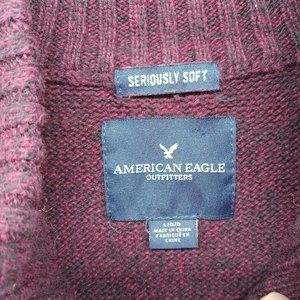 SERIOUSLY SOFT
AMERICAN EAGLE
OUTFITTERS
L/G/G
MADE IN CHINA
FABRIQUÉ EN
CHINE